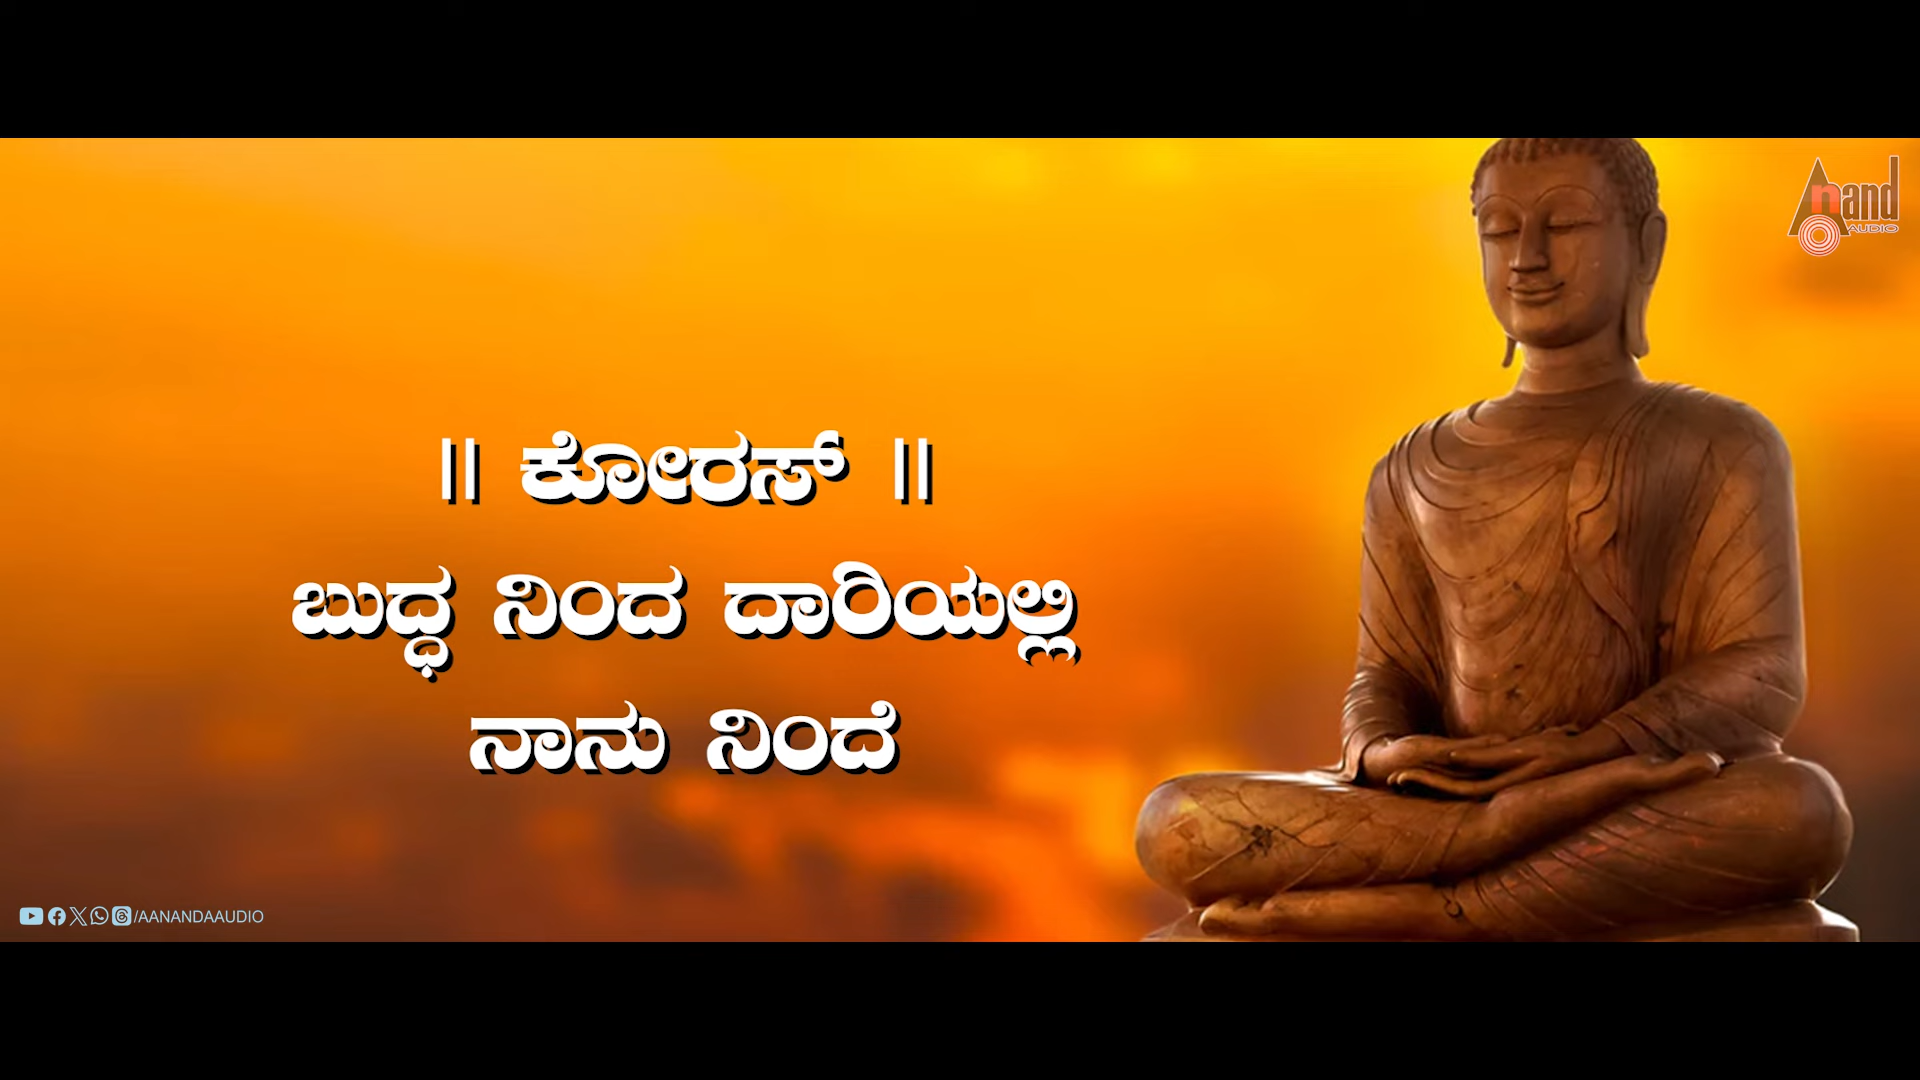 Anand
AUDIO
|| ಕೋರಸ್ ||
ಬುದ್ಧ ನಿಂದ ದಾರಿಯಲ್ಲಿ
ನಾನು ನಿಂದೆ
/AANANDAAUDIO